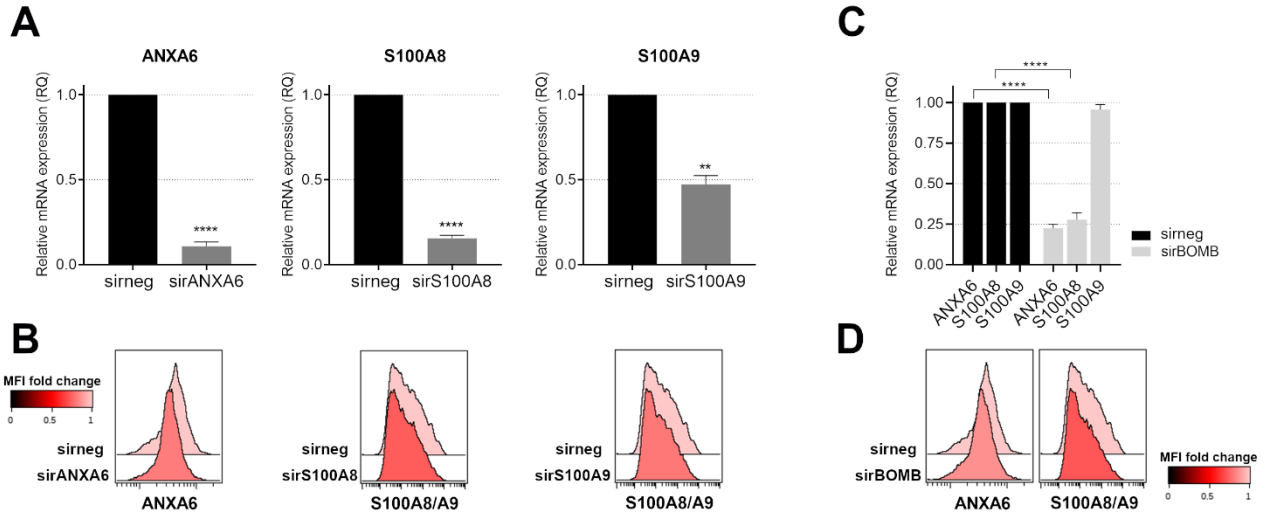 A
ANXA6
Relative mRNA expression (RQ)
1.0
0.5
0.0
****
sirneg sirANXA6
S100A8
Relative mRNA expression (RQ)
1.0
0.5
0.0
****
sirneg sirS100A8
S100A9
Relative mRNA expression (RQ)
1.0
0.5
0.0
**
sirneg sirS100A9
C
****
****
Relative mRNA expression (RQ)
1.00
0.75
0.50
0.25
0.00
ANXA6
S100A8
S100A9
ANXA6
S100A8
S100A9
sirneg
sirBOMB
B
MFI fold change
0 0.5 1
sirneg
sirANXA6
ANXA6
sirneg
sirS100A8
S100A8/A9
sirneg
sirS100A9
S100A8/A9
D
sirneg
sirBOMB
ANXA6
S100A8/A9
MFI fold change
0 0.5 1